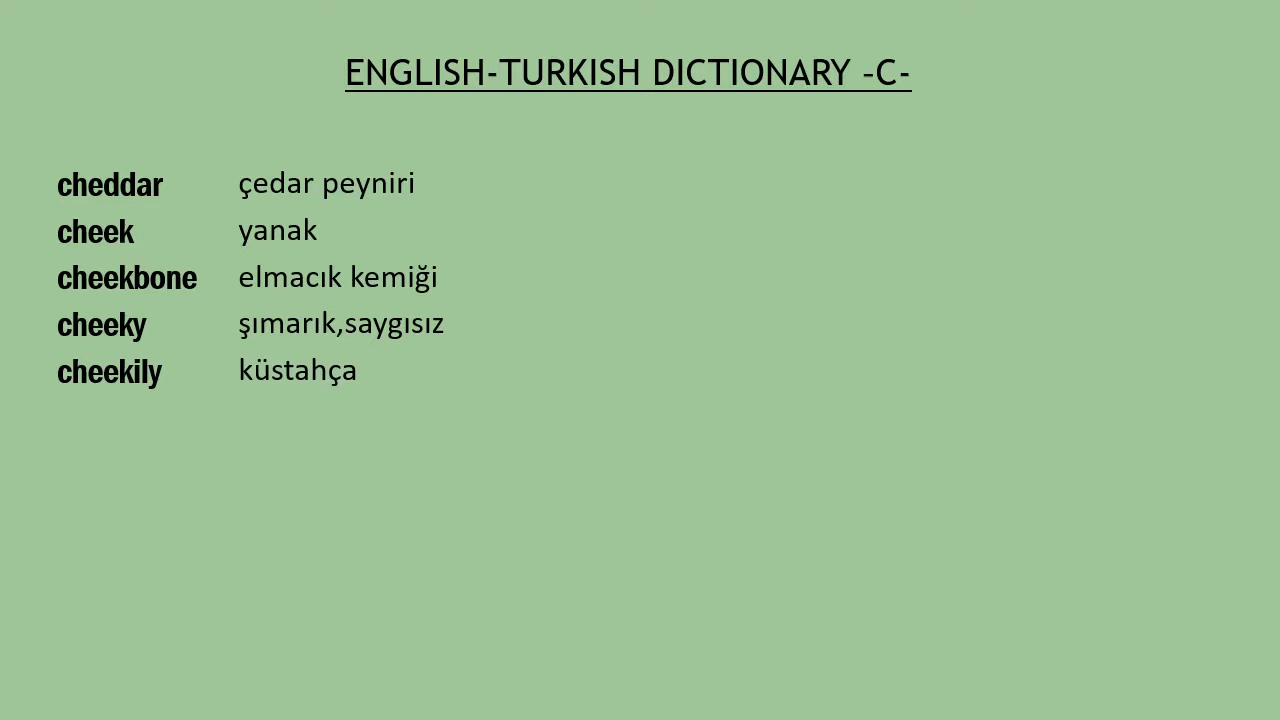 ENGLISH-TURKISH DICTIONARY –C-
cheddar çedar peyniri
cheek yanak
cheekbone elmacık kemiği
cheeky şımarık,saygısız
cheekily küstahça